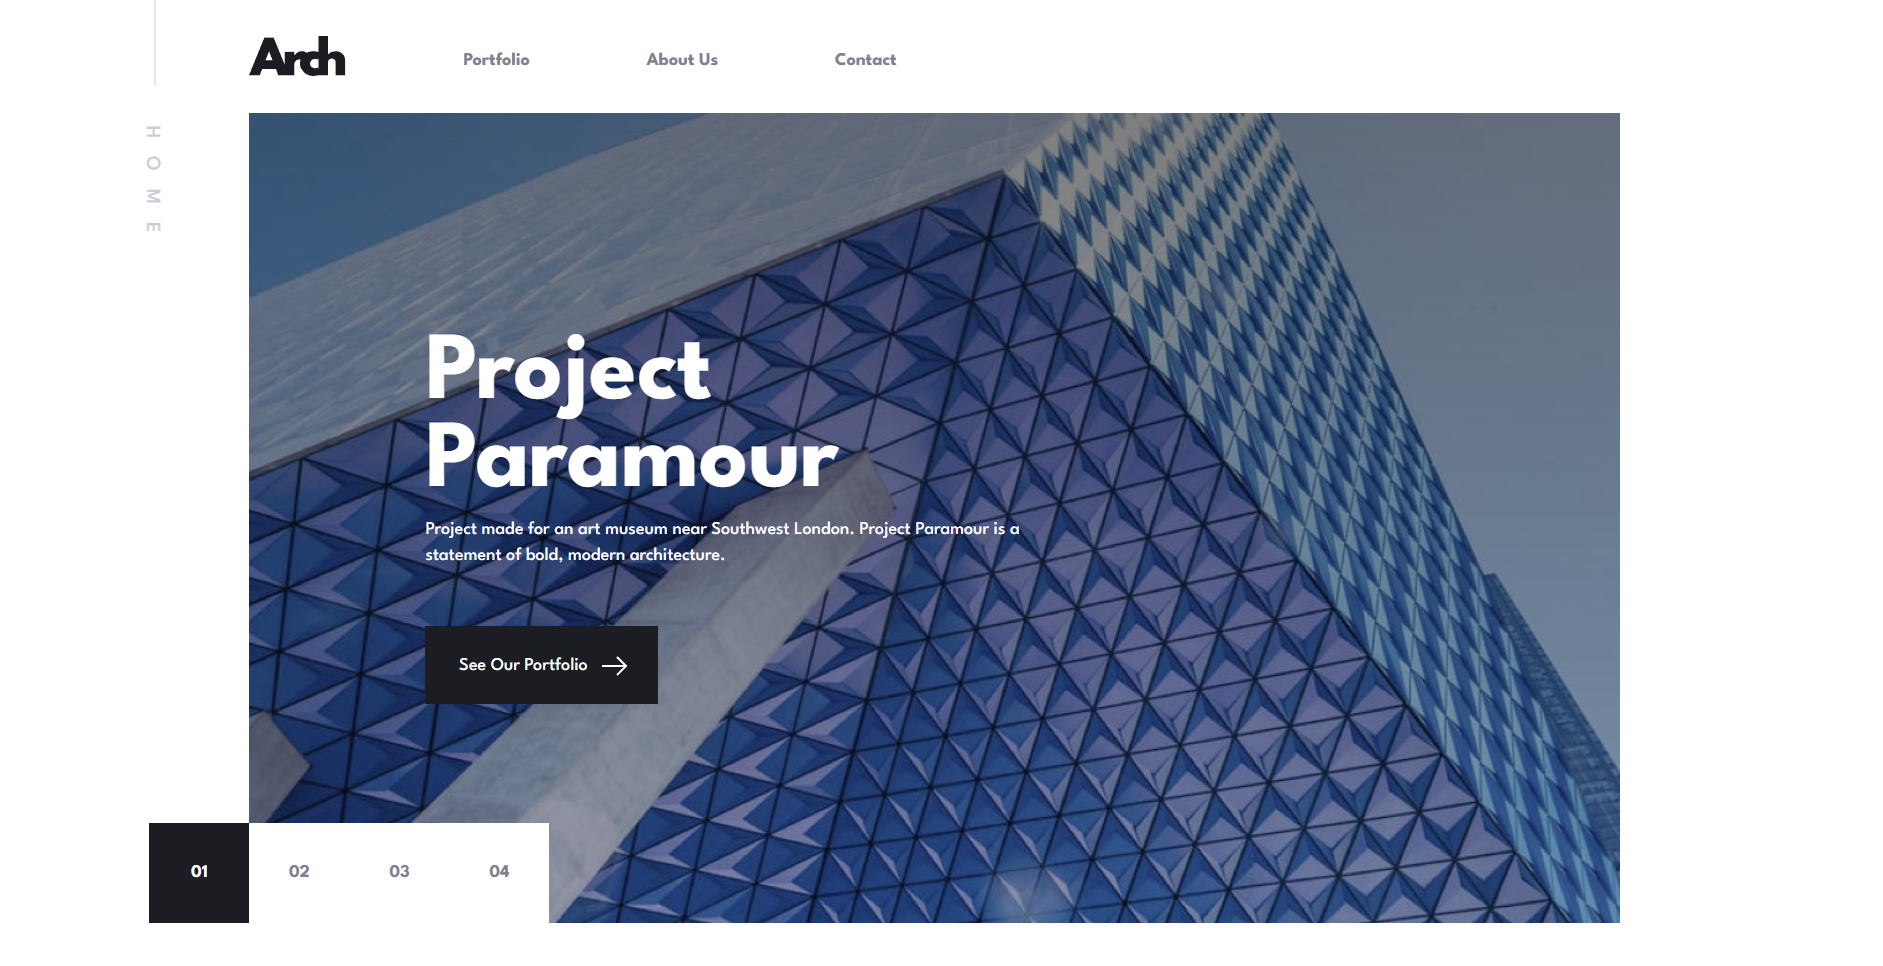 Arch
Portfolio
About Us
Contact
HOME
Project
Paramour
Project made for an art museum near Southwest London. Project Paramour is a
statement of bold, modern architecture.
See Our Portfolio
01 02 03 04